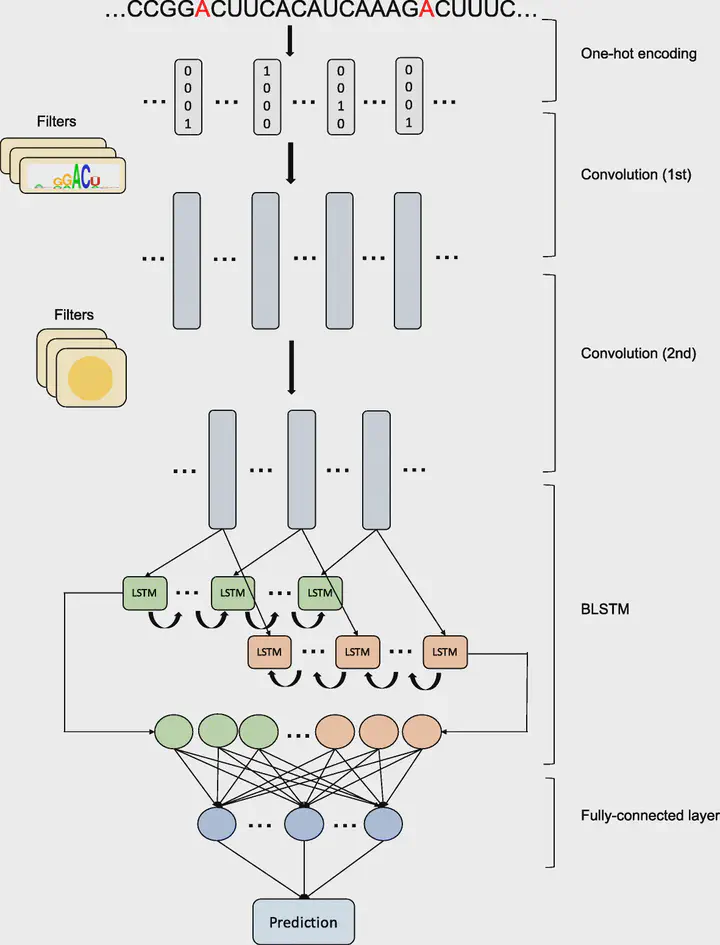 ...CCGGACUUCACAUCAAAGACUUUC...
One-hot encoding
0 1 0 0
0 0 0 0
0 0 1 0
1 0 0 1
Filters
GGACU
Convolution (1st)
Filters
Convolution (2nd)
LSTM LSTM LSTM
BLSTM
LSTM LSTM LSTM
Fully-connected layer
Prediction